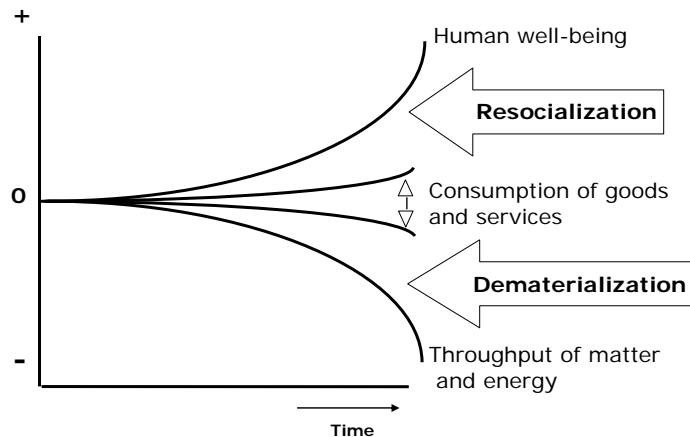 +
Human well-being
Resocialization
0
Consumption of goods
and services
Dematerialization
-
Throughput of matter
and energy
Time